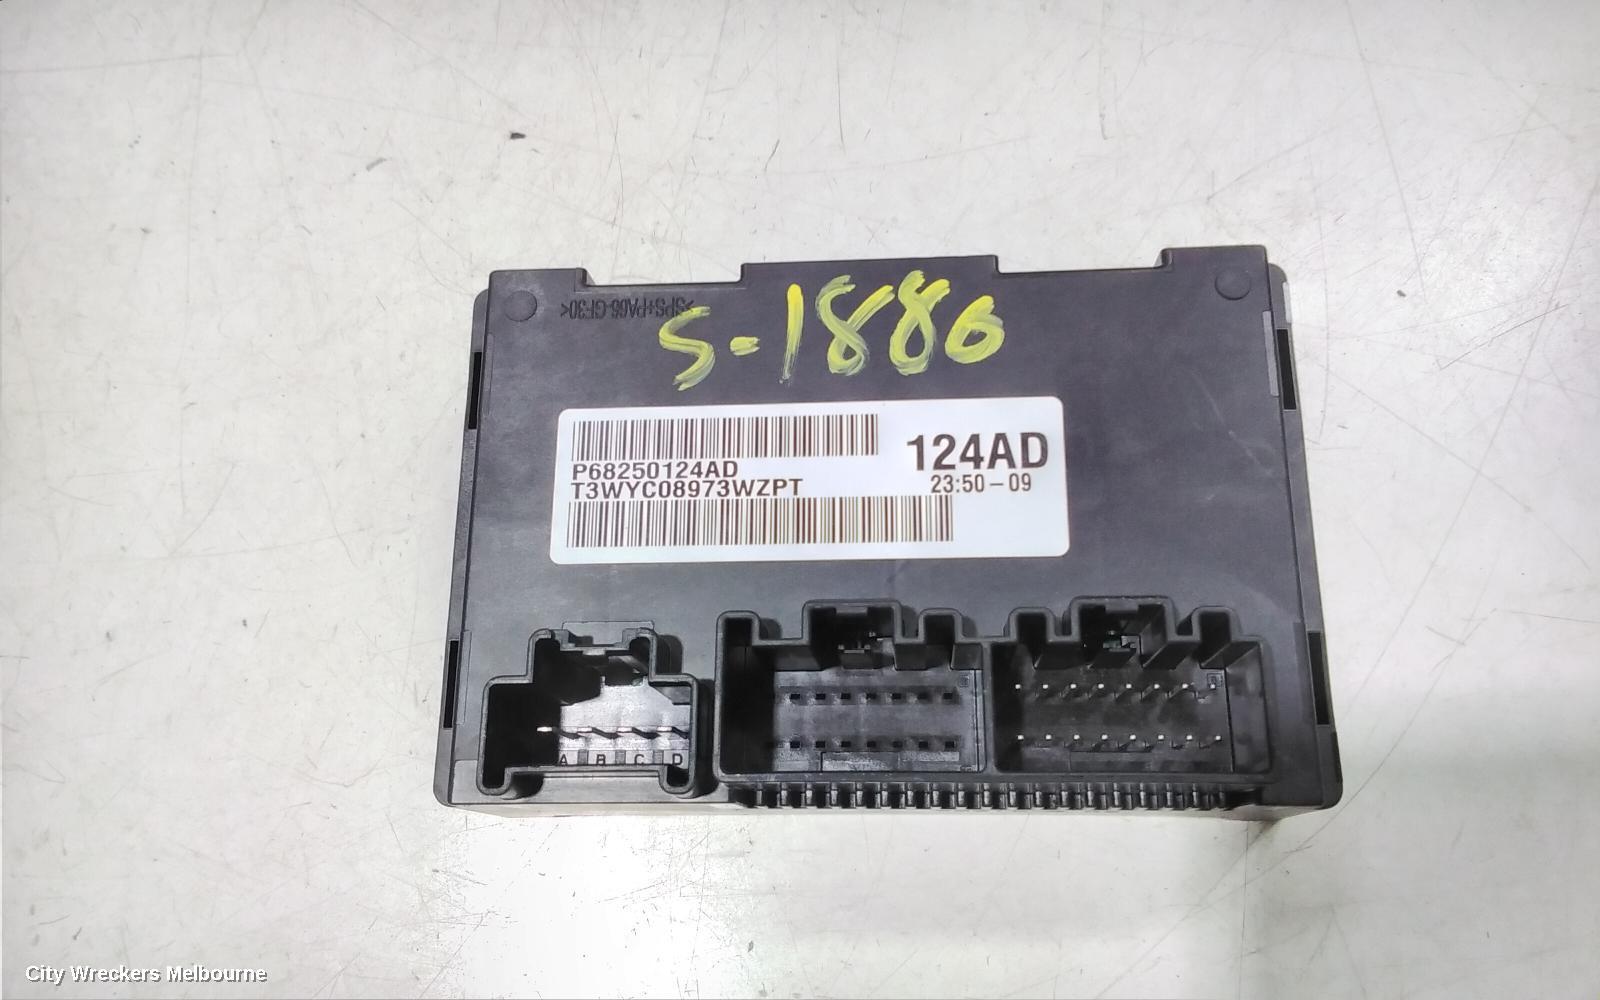 >SPS+PA66-GF30<
S-1886
P68250124AD
T3WYC08973WZPT
124AD
23:50-09
A B C D
City Wreckers Melbourne